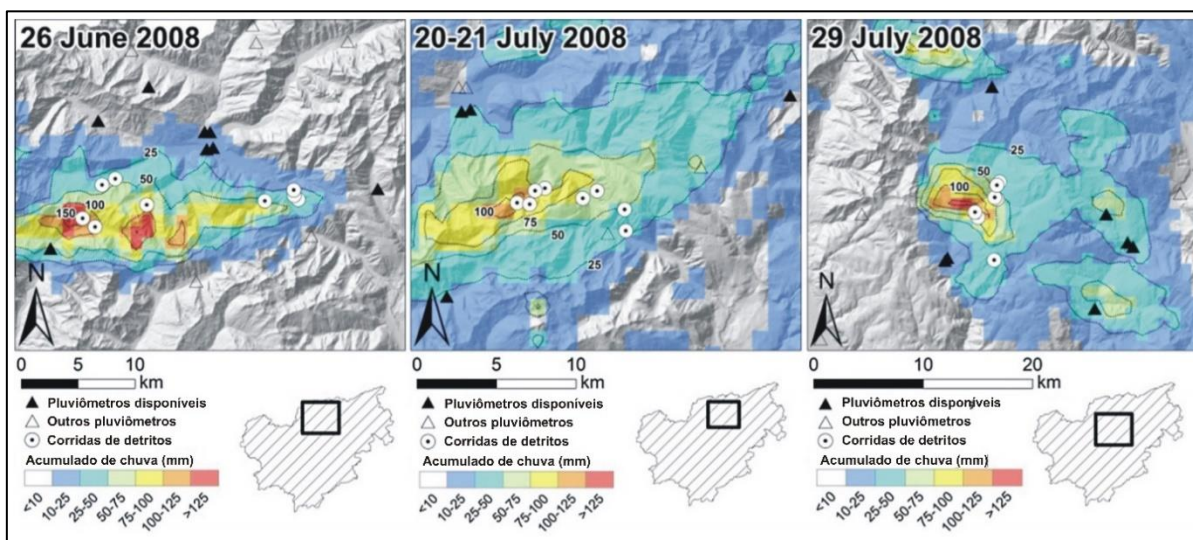 26 June 2008
25
50
100
150
N
0 5 10
km
▲ Pluviômetros disponíveis
△ Outros pluviômetros
⊙ Corridas de detritos
Acumulado de chuva (mm)
<10 10-25 25-50 50-75 75-100 100-125 >125
20-21 July 2008
100
75
50
25
N
0 5 10
km
▲ Pluviômetros disponíveis
△ Outros pluviômetros
⊙ Corridas de detritos
Acumulado de chuva (mm)
<10 10-25 25-50 50-75 75-100 100-125 >125
29 July 2008
25
50
100
N
0 10 20
km
▲ Pluviômetros disponíveis
△ Outros pluviômetros
⊙ Corridas de detritos
Acumulado de chuva (mm)
<10 10-25 25-50 50-75 75-100 100-125 >125